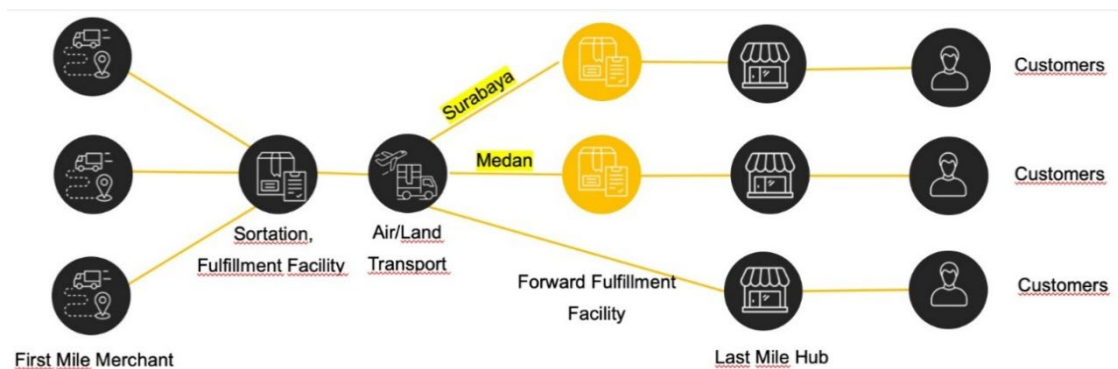 Surabaya
Customers
Medan
Customers
Sortation,
Fulfillment Facility
Air/Land
Transport
Forward Fulfillment
Facility
Customers
First Mile Merchant
Last Mile Hub